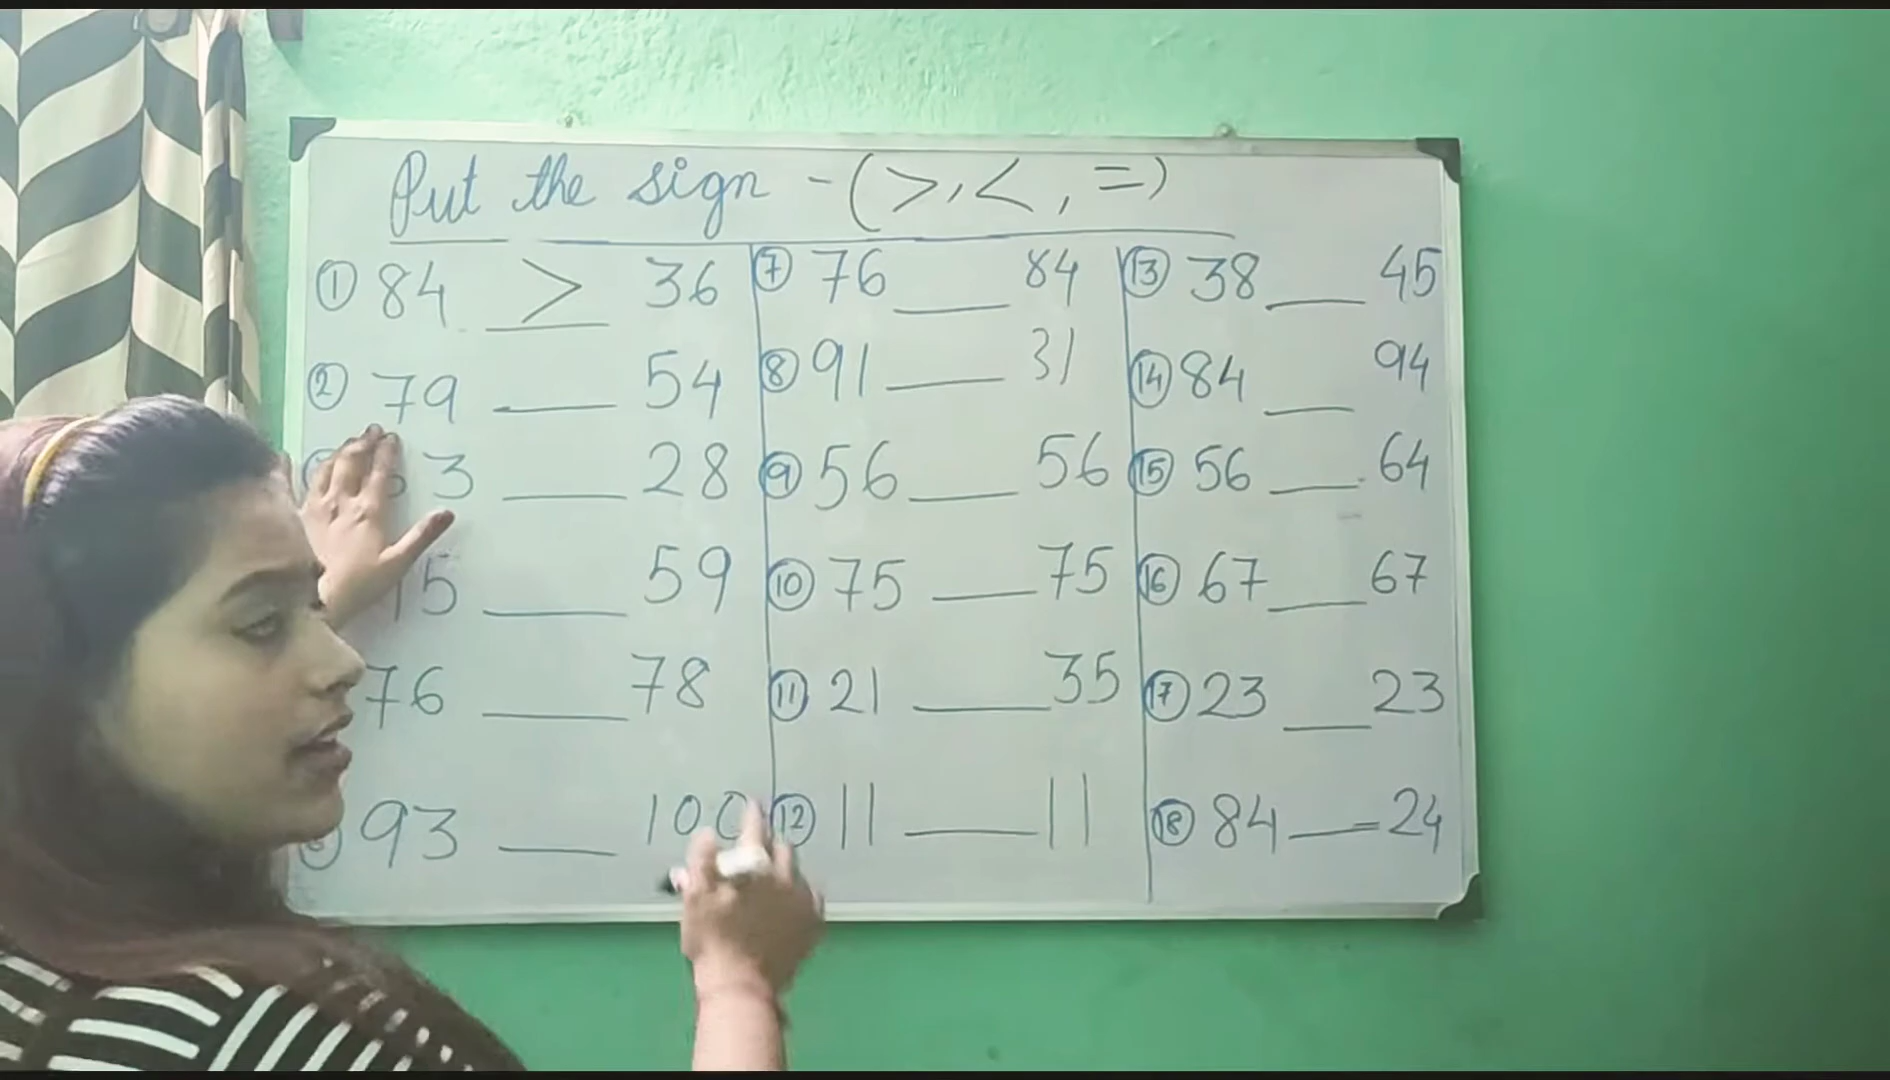 Put the sign - (>, <, =)
① 84 > 36
② 79 ___ 54
3 ___ 28
5 ___ 59
76 ___ 78
93 ___ 100
⑦ 76 ___ 84
⑧ 91 ___ 31
⑨ 56 ___ 56
⑩ 75 ___ 75
⑪ 21 ___ 35
⑫ 11 ___ 11
⑬ 38 ___ 45
⑭ 84 ___ 94
⑮ 56 ___ 64
⑯ 67 ___ 67
⑰ 23 ___ 23
⑱ 84 ___ 24